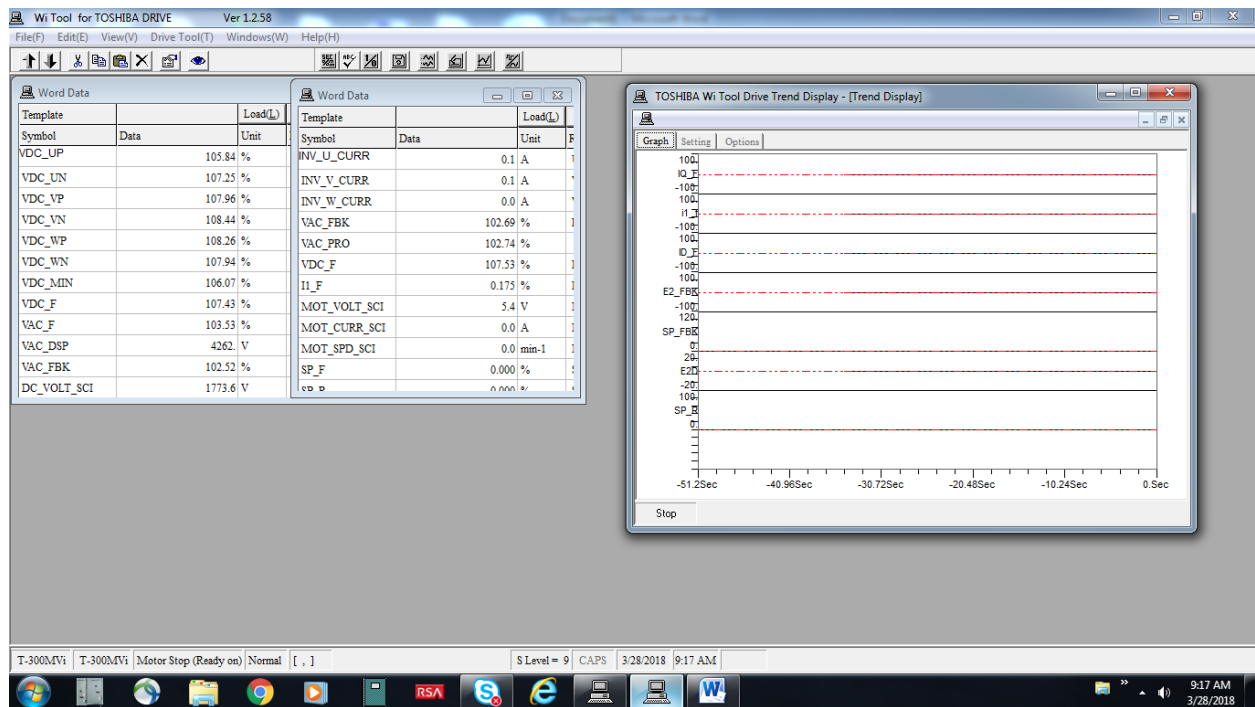 Wi Tool for TOSHIBA DRIVE Ver 1.2.58
File(F) Edit(E) View(V) Drive Tool(T) Windows(W) Help(H)
Word Data
Template Load(L)
Symbol Data Unit
VDC_UP 105.84 %
VDC_UN 107.25 %
VDC_VP 107.96 %
VDC_VN 108.44 %
VDC_WP 108.26 %
VDC_WN 107.94 %
VDC_MIN 106.07 %
VDC_F 107.43 %
VAC_F 103.53 %
VAC_DSP 4262. V
VAC_FBK 102.52 %
DC_VOLT_SCI 1773.6 V
Word Data
Template Load(L)
Symbol Data Unit
INV_U_CURR 0.1 A
INV_V_CURR 0.1 A
INV_W_CURR 0.0 A
VAC_FBK 102.69 %
VAC_PRO 102.74 %
VDC_F 107.53 %
I1_F 0.175 %
MOT_VOLT_SCI 5.4 V
MOT_CURR_SCI 0.0 A
MOT_SPD_SCI 0.0 min-1
SP_F 0.000 %
SP_R 0.000 %
TOSHIBA Wi Tool Drive Trend Display - [Trend Display]
Graph Setting Options
100.
IQ_F
-100.
100.
i1_f
-100.
100.
ID_F
-100.
100.
E2_FBK
-100.
120.
SP_FBK
0.
20.
E2D
-20.
100.
SP_R
0.
-51.2Sec -40.96Sec -30.72Sec -20.48Sec -10.24Sec 0.Sec
Stop
T-300MVi T-300MVi Motor Stop (Ready on) Normal [ , ] S Level = 9 CAPS 3/28/2018 9:17 AM
RSA
9:17 AM
3/28/2018